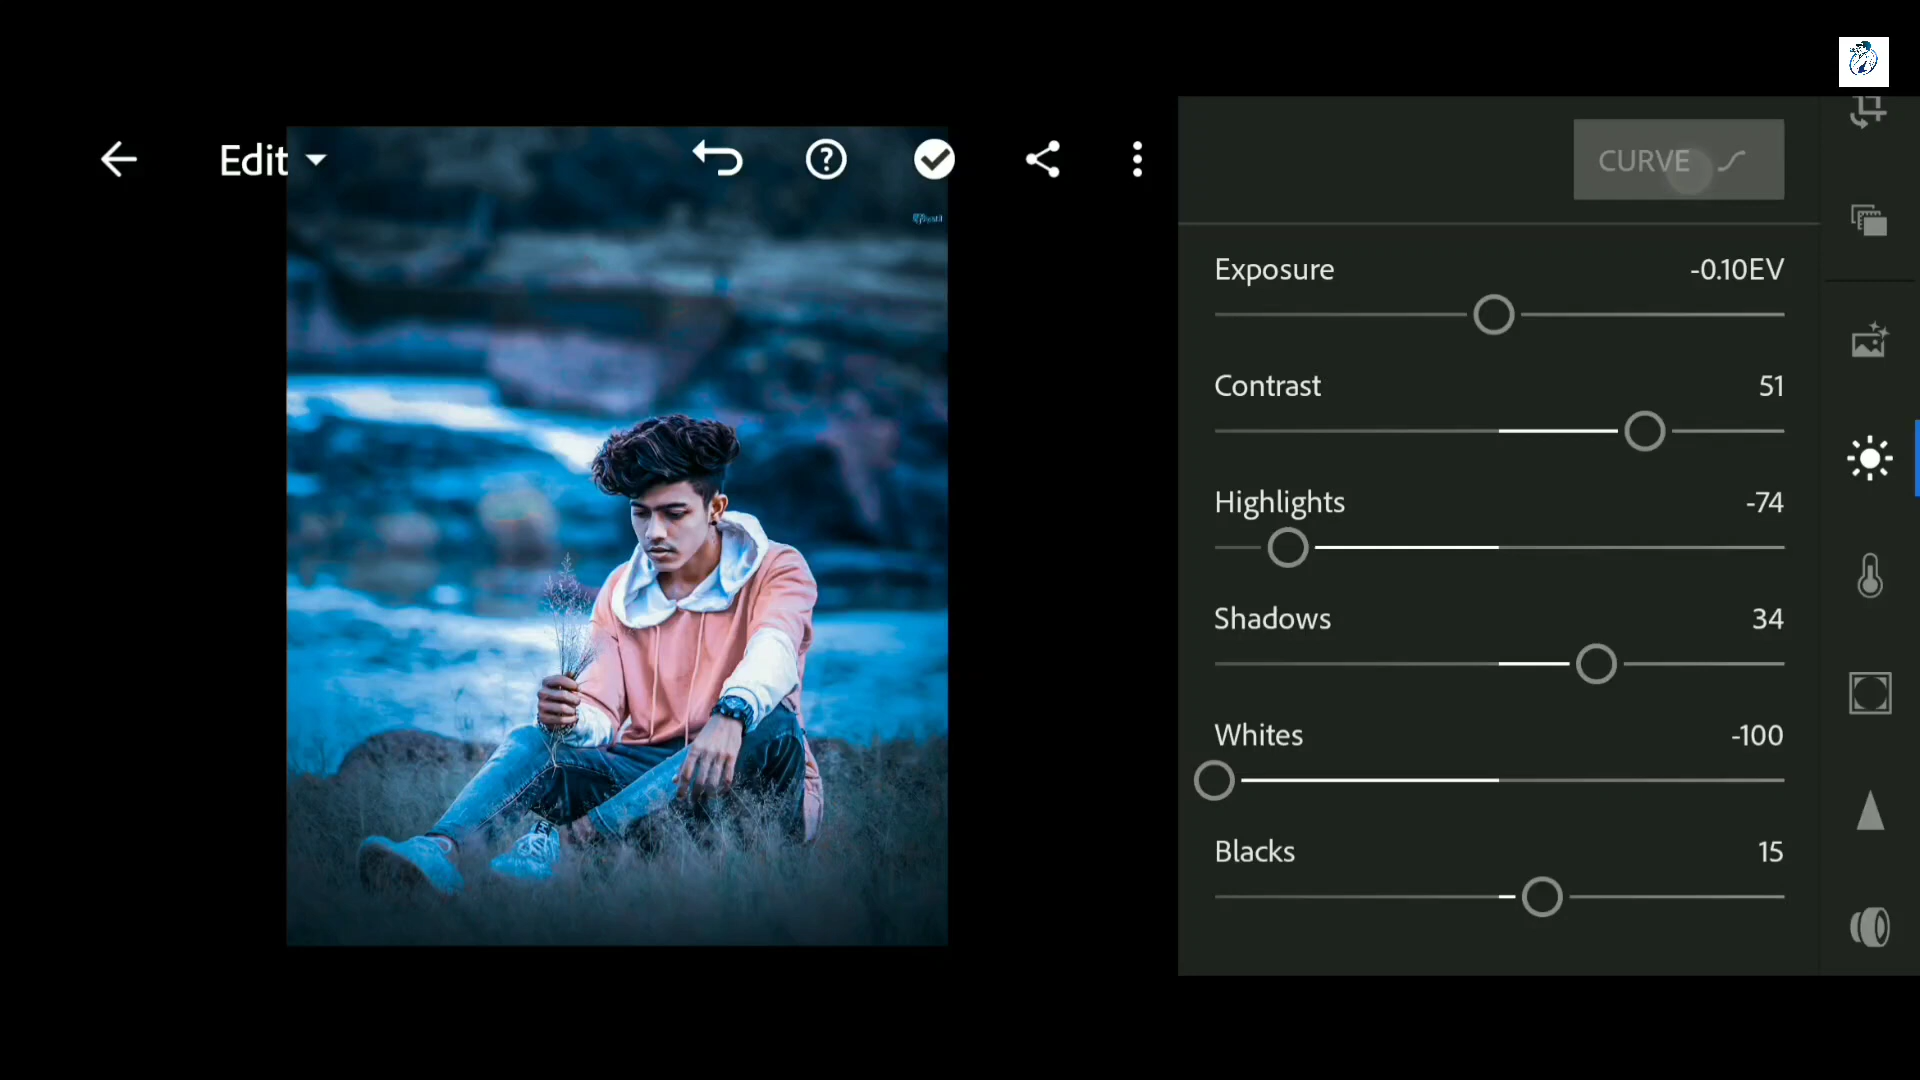 Edit
CURVE
Exposure -0.10EV
Contrast 51
Highlights -74
Shadows 34
Whites -100
Blacks 15